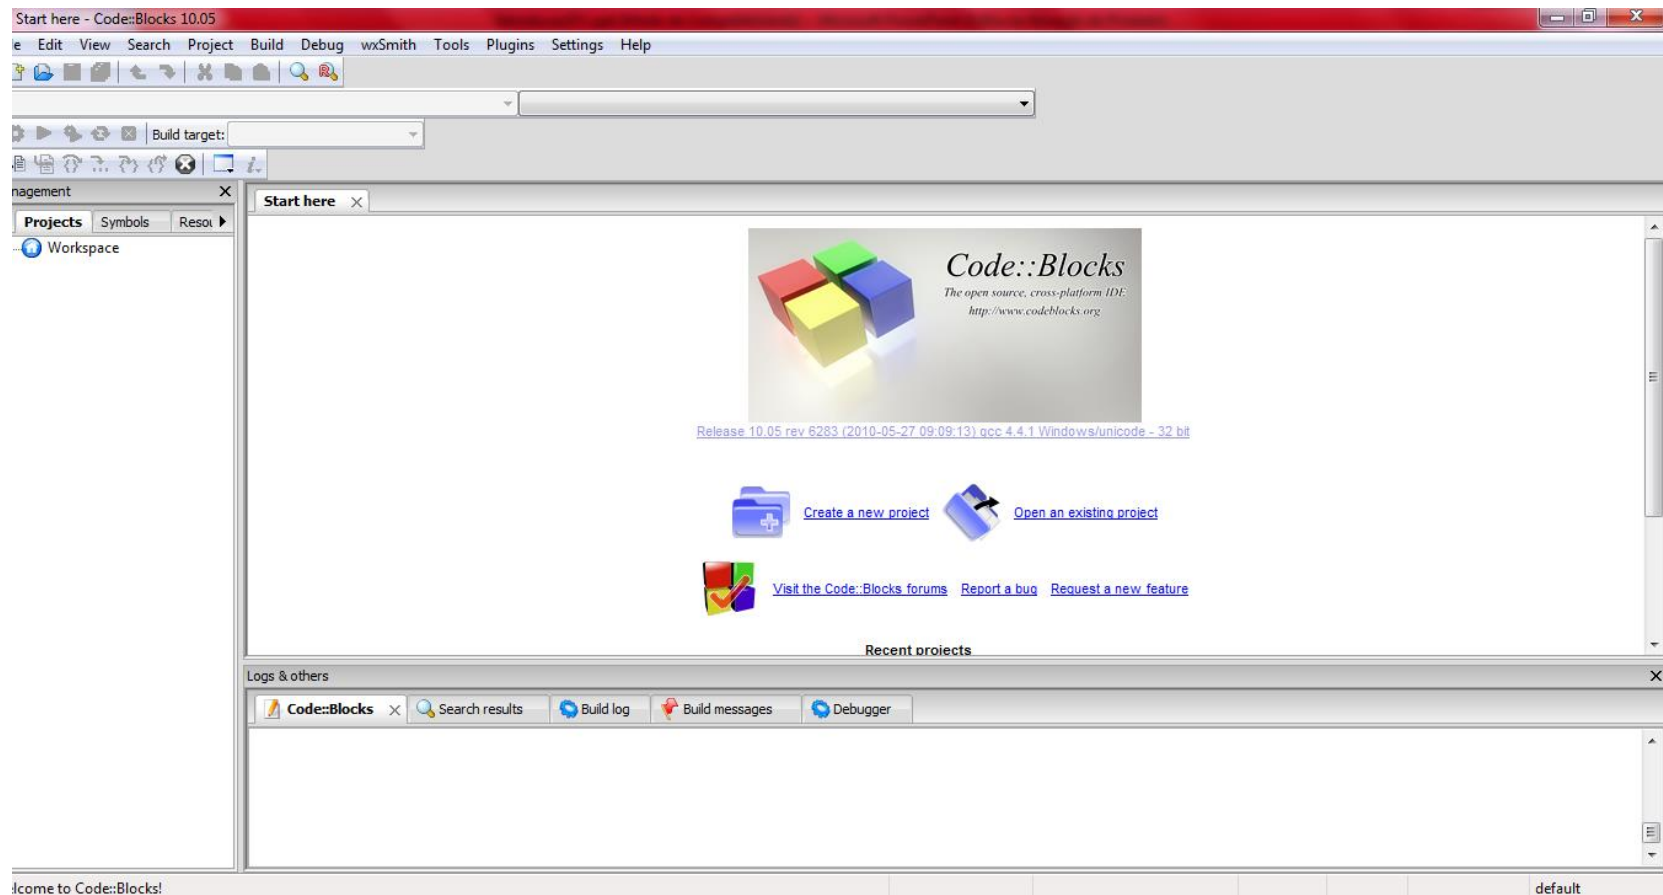 Start here - Code::Blocks 10.05
le Edit View Search Project Build Debug wxSmith Tools Plugins Settings Help
Build target:
nagement
Projects Symbols Resou
Workspace
Start here
Code::Blocks
The open source, cross-platform IDE
http://www.codeblocks.org
Release 10.05 rev 6283 (2010-05-27 09:09:13) gcc 4.4.1 Windows/unicode - 32 bit
Create a new project Open an existing project
Visit the Code::Blocks forums Report a bug Request a new feature
Recent projects
Logs & others
Code::Blocks Search results Build log Build messages Debugger
lcome to Code::Blocks! default